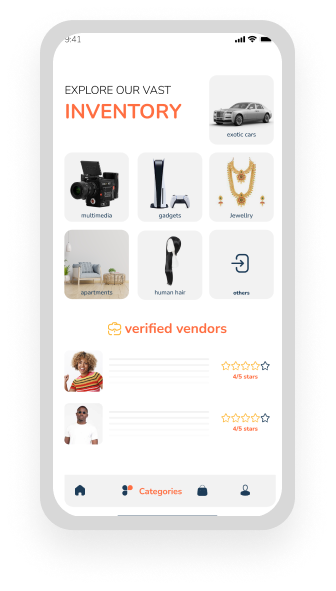 9:41
EXPLORE OUR VAST
INVENTORY
exotic cars
multimedia
gadgets
Jewellry
apartments
human hair
others
verified vendors
4/5 stars
4/5 stars
Categories